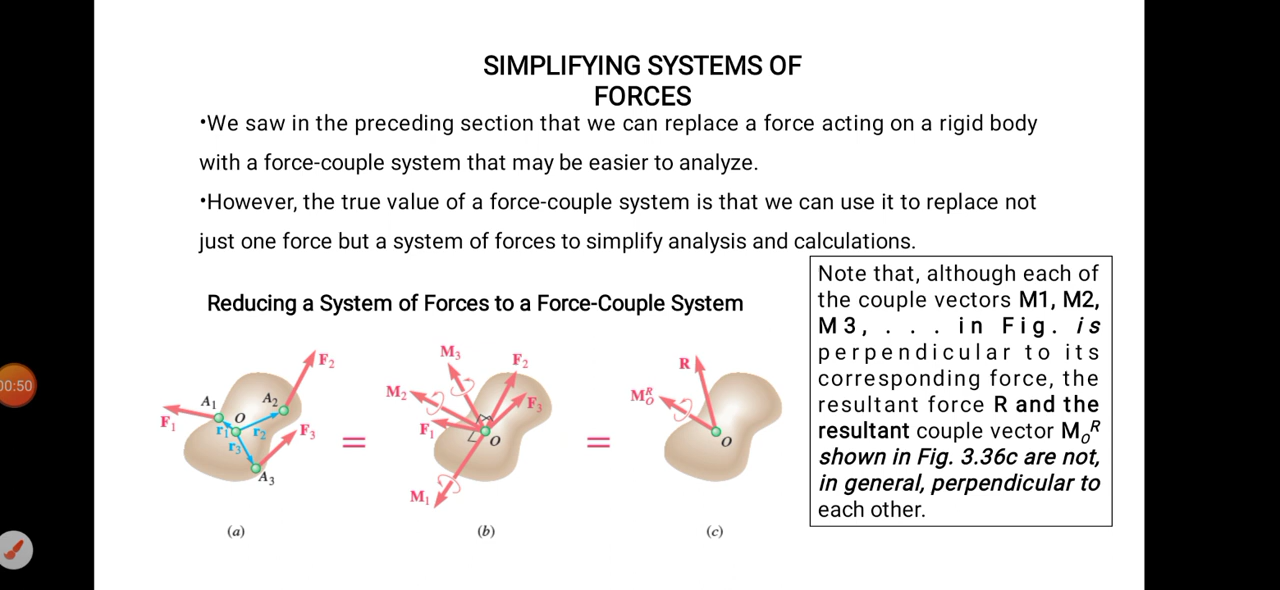 SIMPLIFYING SYSTEMS OF
FORCES
•We saw in the preceding section that we can replace a force acting on a rigid body
with a force-couple system that may be easier to analyze.
•However, the true value of a force-couple system is that we can use it to replace not
just one force but a system of forces to simplify analysis and calculations.
Reducing a System of Forces to a Force-Couple System
Note that, although each of
the couple vectors M1, M2,
M3, . . . in Fig. is
perpendicular to its
corresponding force, the
resultant force R and the
resultant couple vector MₒR
shown in Fig. 3.36c are not,
in general, perpendicular to
each other.
F2
A1
O
A2
F1
r1
r2
F3
r3
A3
(a)
=
M3
F2
M2
F3
F1
O
M1
(b)
=
R
MRO
O
(c)
00:50